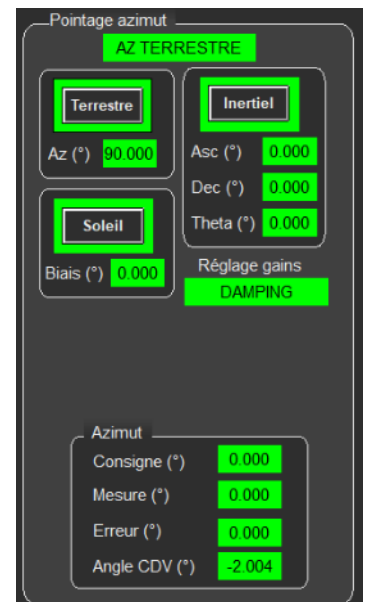 Pointage azimut
AZ TERRESTRE
Terrestre
Az (°) 90.000
Inertiel
Asc (°) 0.000
Dec (°) 0.000
Theta (°) 0.000
Soleil
Biais (°) 0.000
Réglage gains
DAMPING
Azimut
Consigne (°) 0.000
Mesure (°) 0.000
Erreur (°) 0.000
Angle CDV (°) -2.004